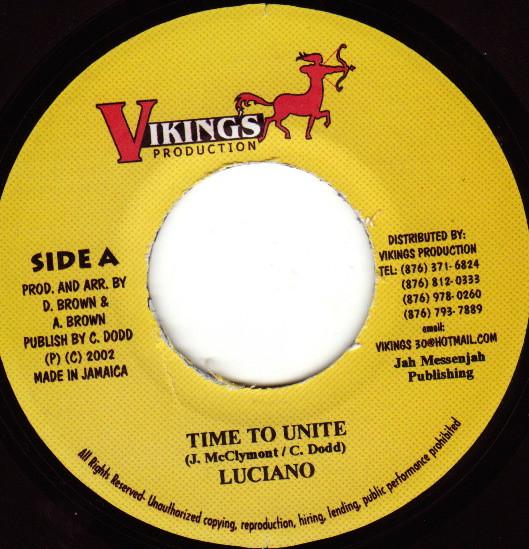 VIKINGS
PRODUCTION
SIDE A
PROD. AND ARR. BY
D. BROWN &
A. BROWN
PUBLISH BY C. DODD
(P) (C) 2002
MADE IN JAMAICA
DISTRIBUTED BY:
VIKINGS PRODUCTION
TEL: (876) 371-6824
(876) 812-0333
(876) 978-0260
(876) 793-7889
email:
VIKINGS 30@HOTMAIL.COM
Jah Messenjah
Publishing
TIME TO UNITE
(J. McClymont / C. Dodd)
LUCIANO
All Rights Reserved- Unauthorized copying, reproduction, hiring, lending, public performance prohibited